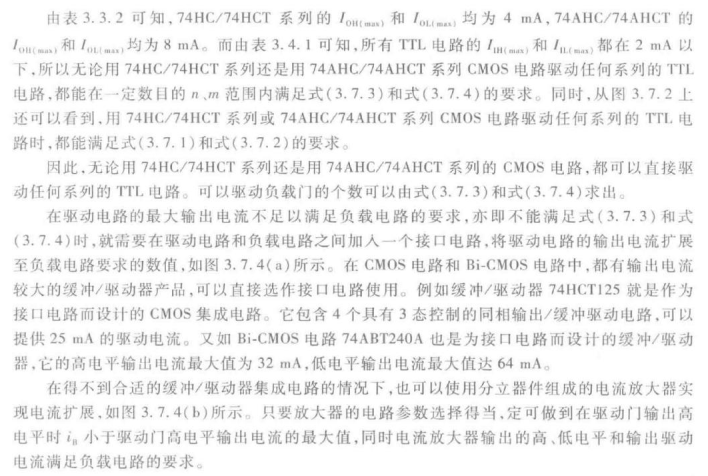 由表 3.3.2 可知,74HC/74HCT 系列的 I_OH(max) 和 I_OL(max) 均为 4 mA,74AHC/74AHCT 的
I_OH(max) 和 I_OL(max) 均为 8 mA。而由表 3.4.1 可知,所有 TTL 电路的 I_IH(max) 和 I_IL(max) 都在 2 mA 以
下,所以无论用 74HC/74HCT 系列还是用 74AHC/74AHCT 系列 CMOS 电路驱动任何系列的 TTL
电路,都能在一定数目的 n、m 范围内满足式(3.7.3)和式(3.7.4)的要求。同时,从图 3.7.2 上
还可以看到,用 74HC/74HCT 系列或 74AHC/74AHCT 系列 CMOS 电路驱动任何系列的 TTL 电
路时,都能满足式(3.7.1)和式(3.7.2)的要求。
因此,无论用 74HC/74HCT 系列还是用 74AHC/74AHCT 系列的 CMOS 电路,都可以直接驱
动任何系列的 TTL 电路。可以驱动负载门的个数可以由式(3.7.3)和式(3.7.4)求出。
在驱动电路的最大输出电流不足以满足负载电路的要求,亦即不能满足式(3.7.3)和式
(3.7.4)时,就需要在驱动电路和负载电路之间加入一个接口电路,将驱动电路的输出电流扩展
至负载电路要求的数值,如图 3.7.4(a)所示。在 CMOS 电路和 Bi-CMOS 电路中,都有输出电流
较大的缓冲/驱动器产品,可以直接选作接口电路使用。例如缓冲/驱动器 74HCT125 就是作为
接口电路而设计的 CMOS 集成电路。它包含 4 个具有 3 态控制的同相输出/缓冲驱动电路,可以
提供 25 mA 的驱动电流。又如 Bi-CMOS 电路 74ABT240A 也是为接口电路而设计的缓冲/驱动
器,它的高电平输出电流最大值为 32 mA,低电平输出电流最大值达 64 mA。
在得不到合适的缓冲/驱动器集成电路的情况下,也可以使用分立器件组成的电流放大器实
现电流扩展,如图 3.7.4(b)所示。只要放大器的电路参数选择得当,定可做到在驱动门输出高
电平时 i_B 小于驱动门高电平输出电流的最大值,同时电流放大器输出的高、低电平和输出驱动
电流满足负载电路的要求。